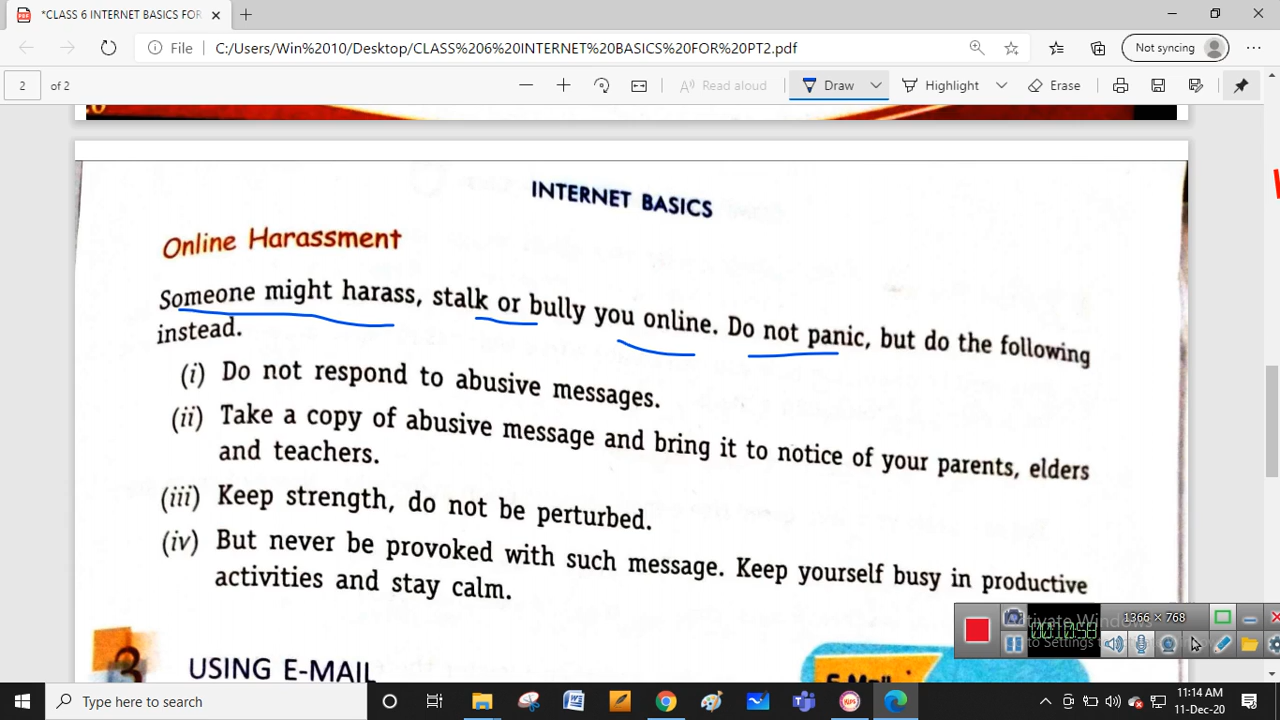 *CLASS 6 INTERNET BASICS FOR
File C:/Users/Win%2010/Desktop/CLASS%206%20INTERNET%20BASICS%20FOR%20PT2.pdf Not syncing
2 of 2 Read aloud Draw Highlight Erase
INTERNET BASICS
Online Harassment
Someone might harass, stalk or bully you online. Do not panic, but do the following
instead.
(i) Do not respond to abusive messages.
(ii) Take a copy of abusive message and bring it to notice of your parents, elders
and teachers.
(iii) Keep strength, do not be perturbed.
(iv) But never be provoked with such message. Keep yourself busy in productive
activities and stay calm.
1366 × 768
3 USING E-MAIL
E-Mail
Type here to search
11:14 AM
11-Dec-20